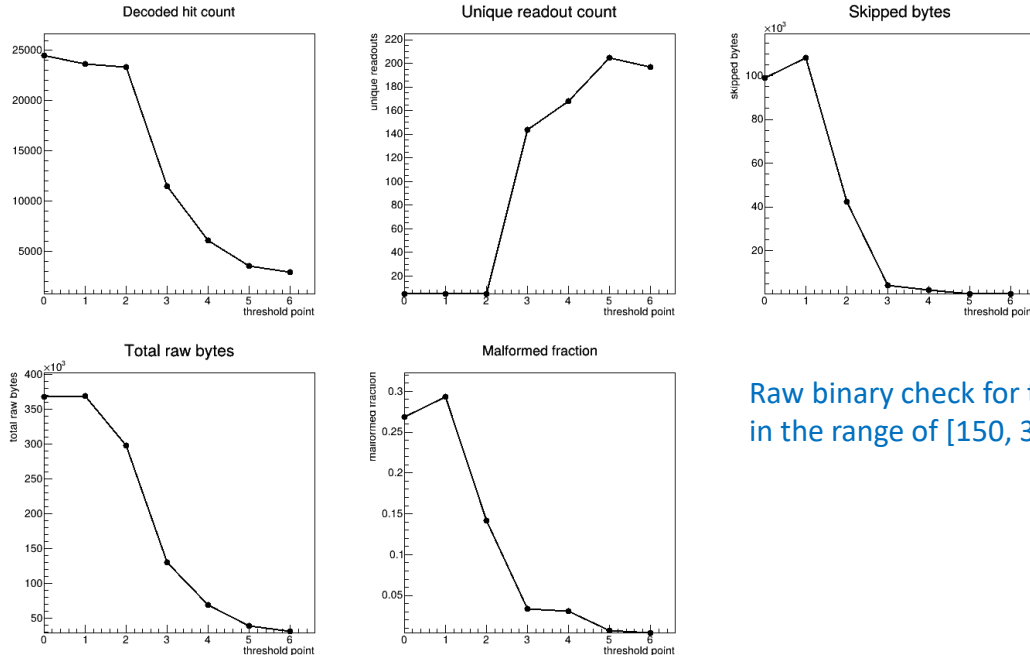 Decoded hit count
25000
20000
15000
10000
5000
0 1 2 3 4 5 6
threshold point
Unique readout count
unique readouts
220
200
180
160
140
120
100
80
60
40
20
0 1 2 3 4 5 6
threshold point
Skipped bytes
×10³
skipped bytes
100
80
60
40
20
0 1 2 3 4 5 6
threshold point
Total raw bytes
×10³
total raw bytes
400
350
300
250
200
150
100
50
0 1 2 3 4 5 6
threshold point
Malformed fraction
malformed fraction
0.3
0.25
0.2
0.15
0.1
0.05
0 1 2 3 4 5 6
threshold point
Raw binary check for
in the range of [150,